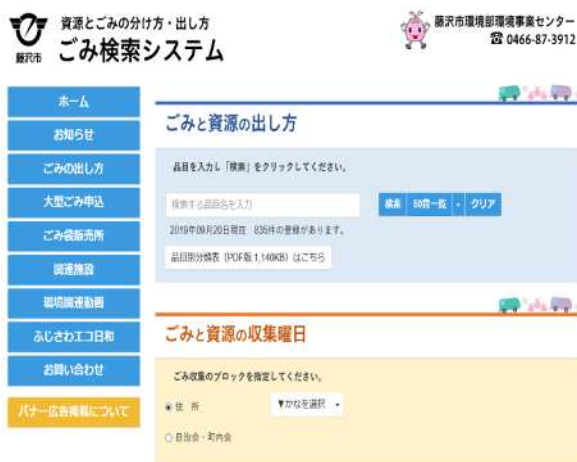 資源とごみの分け方・出し方
ごみ検索システム
藤沢市
藤沢市環境部環境事業センター
☎ 0466-87-3912
ホーム
お知らせ
ごみの出し方
大型ごみ申込
ごみ袋販売所
関連施設
環境関連動画
ふじさわエコ日和
お問い合わせ
バナー広告掲載について
ごみと資源の出し方
品目を入力し「検索」をクリックしてください。
検索する品目名を入力
検索
50音一覧
クリア
2019年09月20日現在 835件の登録があります。
品目別分類表 (PDF版 1,140KB) はこちら
ごみと資源の収集曜日
ごみ収集のブロックを指定してください。
住 所
▼かなを選択
自治会・町内会